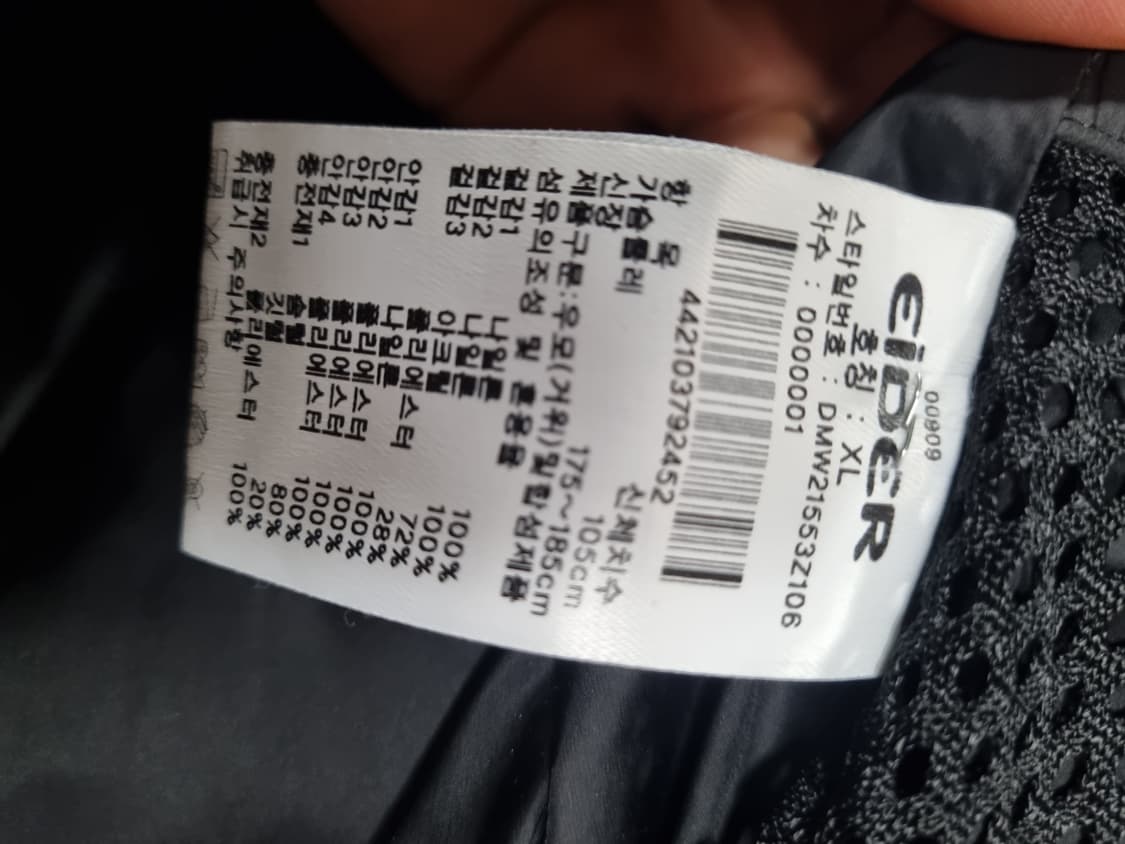 00909
EiDER
호칭 : XL
스타일번호 : DMW21553Z106
차수 : 0000001
442103792452
항 목 신체치수
가슴둘레 105cm
신장 175~185cm
제품구분:우모(거위)및합성제품
섬유의조성 및 혼용율
겉감1 나일론 100%
겉감2 나일론 100%
겉감3 아크릴 72%
폴리에스터 28%
안감1 나일론 100%
안감2 폴리에스터 100%
안감3 폴리에스터 100%
안감4 폴리에스터 100%
충전재1 솜털 80%
깃털 20%
충전재2 폴리에스터 100%
취급시 주의사항